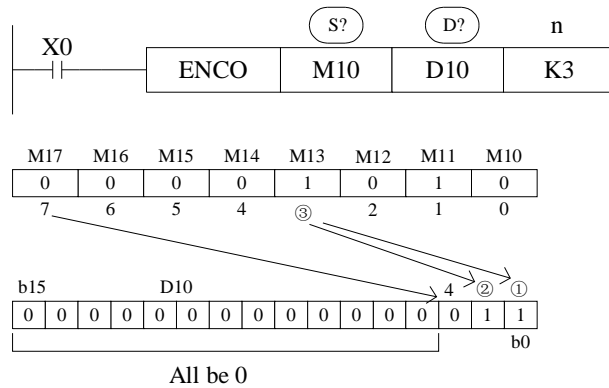 S? D? n
X0
ENCO M10 D10 K3
M17 M16 M15 M14 M13 M12 M11 M10
0 0 0 0 1 0 1 0
7 6 5 4 ③ 2 1 0
b15 D10 4 ② ①
0 0 0 0 0 0 0 0 0 0 0 0 0 0 1 1
b0
All be 0